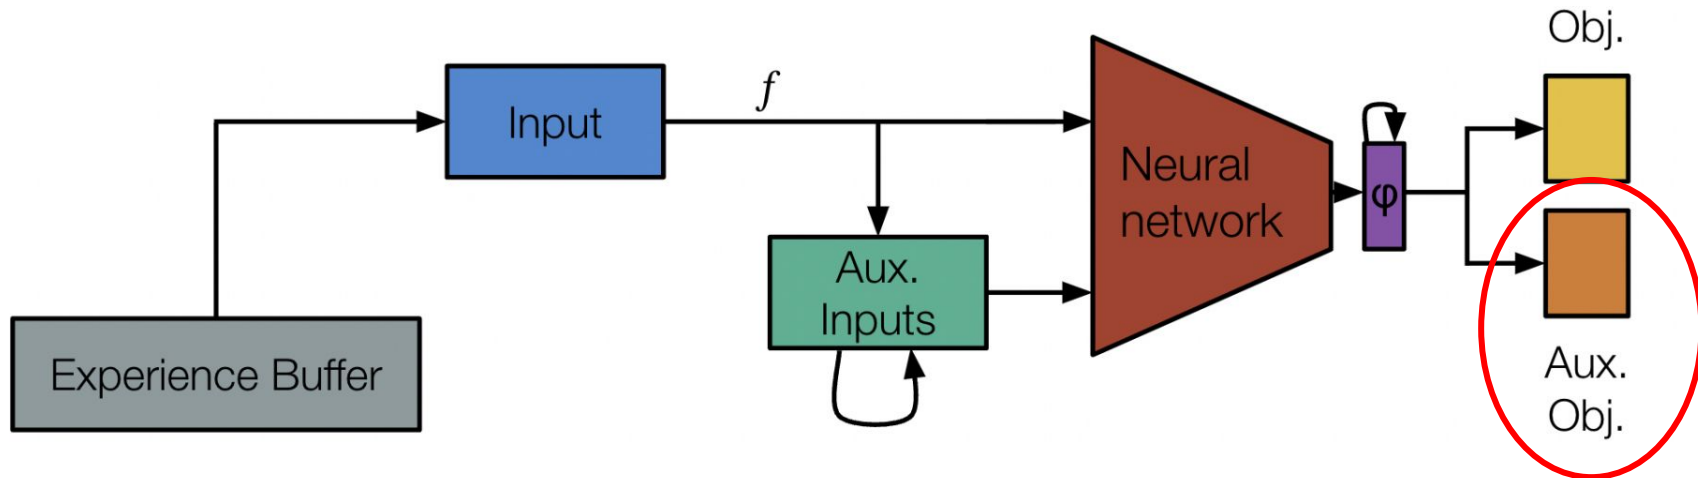 Obj.
Input
f
Neural
network
φ
Aux.
Inputs
Experience Buffer
Aux.
Obj.